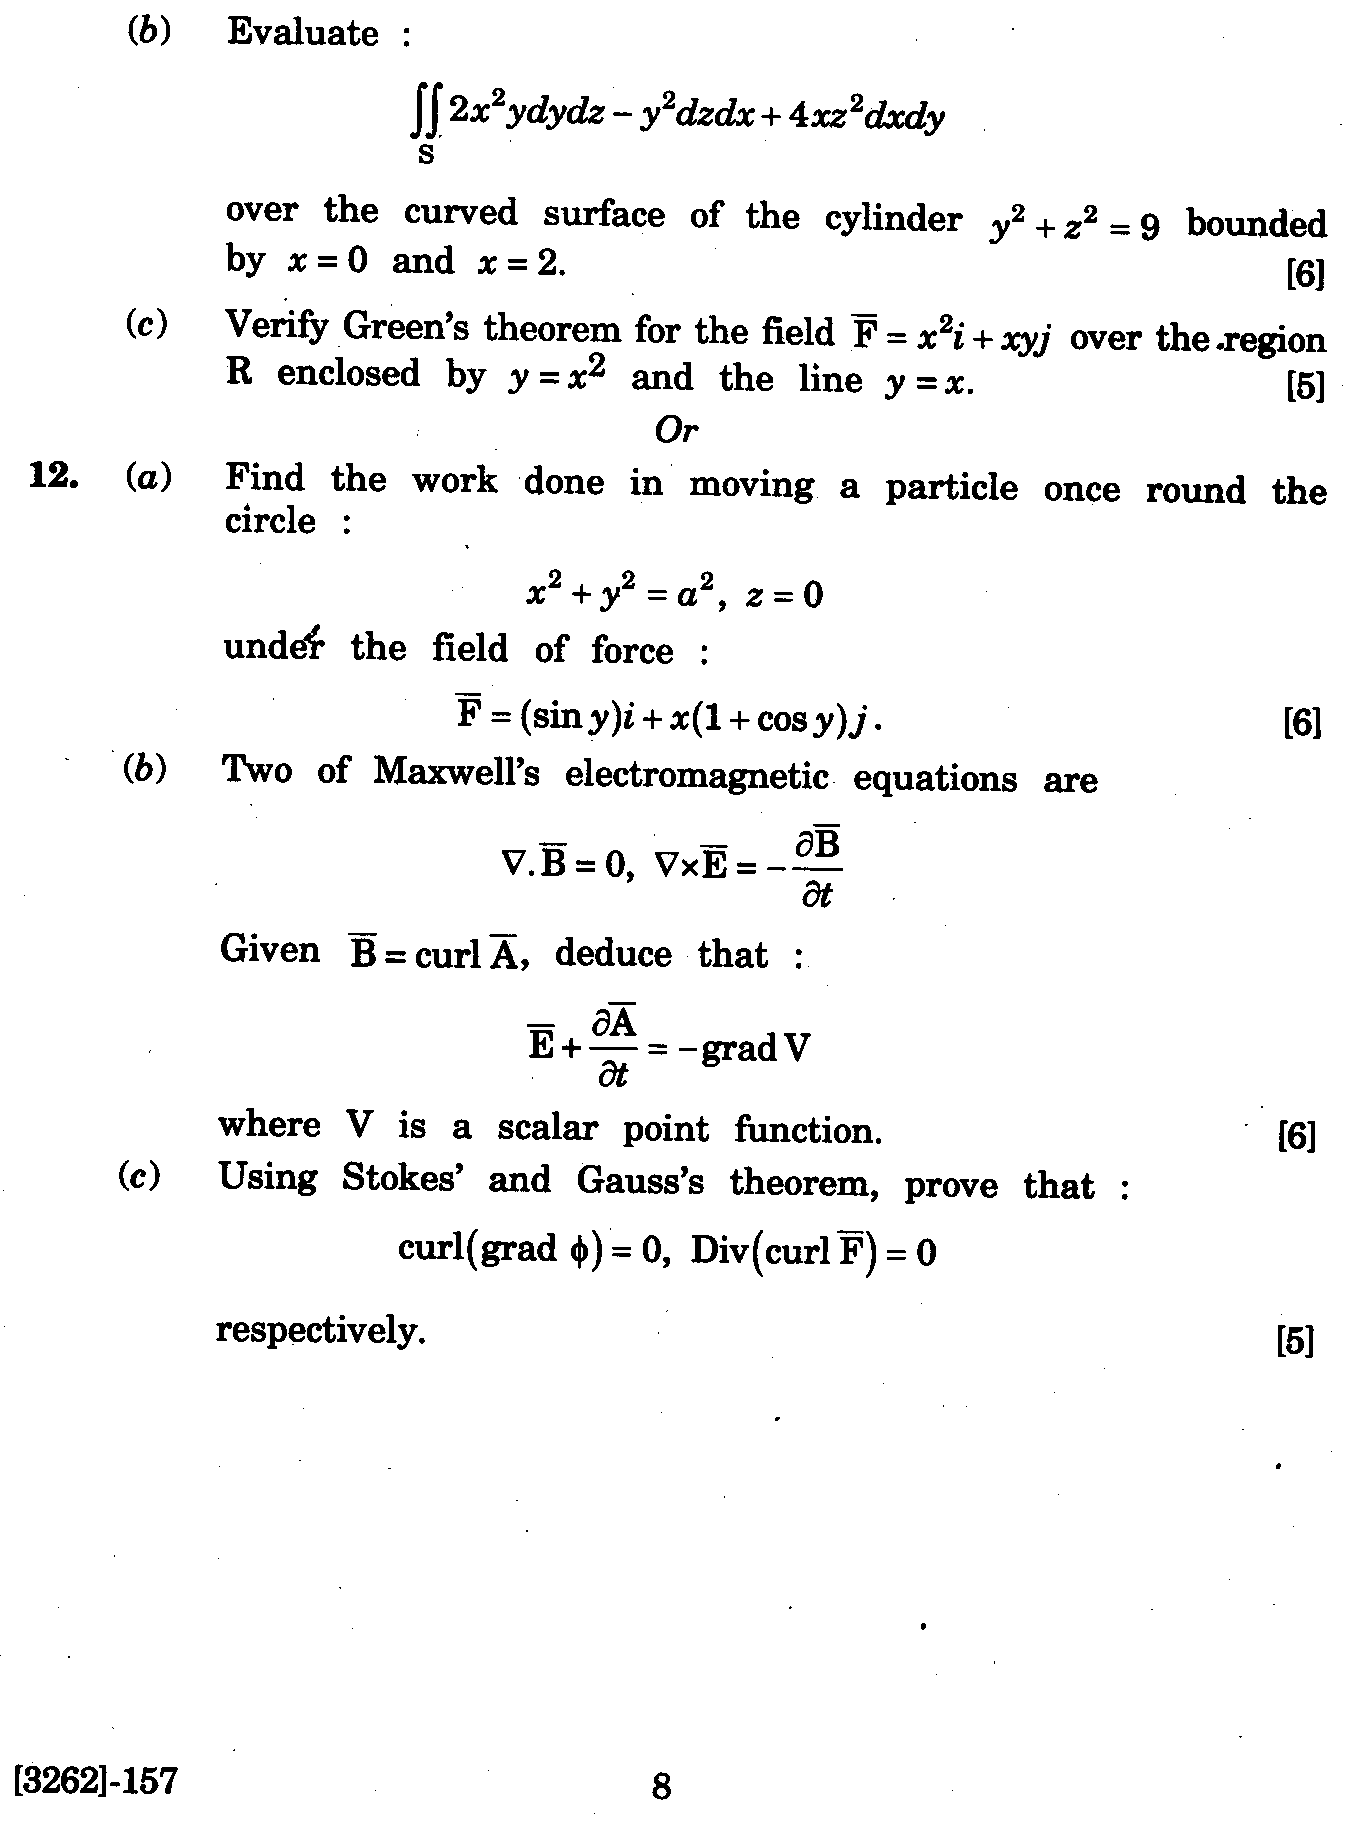 (b) Evaluate :
∬ 2x²ydydz – y²dzdx + 4xz²dxdy
S
over the curved surface of the cylinder y² + z² = 9 bounded
by x = 0 and x = 2. [6]
(c) Verify Green's theorem for the field F̅ = x²i + xyj over the region
R enclosed by y = x² and the line y = x. [5]
Or
12. (a) Find the work done in moving a particle once round the
circle :
x² + y² = a², z = 0
under the field of force :
F̅ = (sin y)i + x(1 + cos y)j. [6]
(b) Two of Maxwell's electromagnetic equations are
∇.B̅ = 0, ∇×E̅ = –∂B̅/∂t
Given B̅ = curl A̅, deduce that :
E̅ + ∂A̅/∂t = –grad V
where V is a scalar point function. [6]
(c) Using Stokes' and Gauss's theorem, prove that :
curl(grad ϕ) = 0, Div(curl F̅) = 0
respectively. [5]
[3262]-157 8